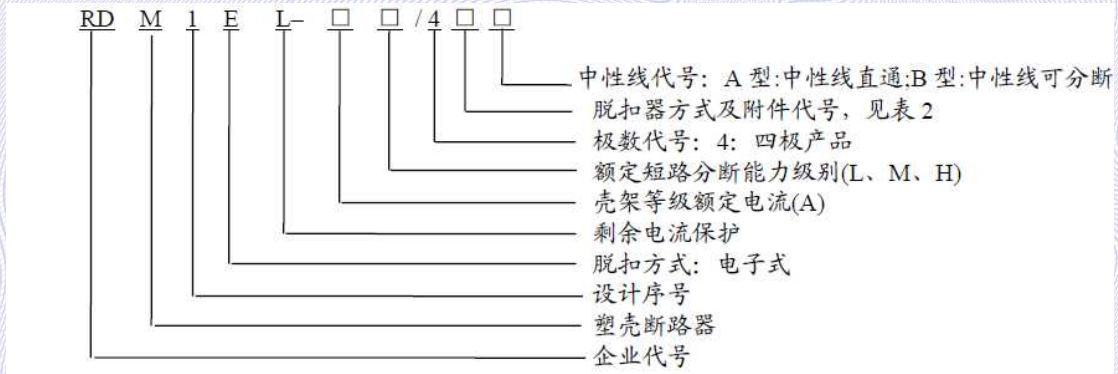 RD M 1 E L– □ □ / 4 □ □
中性线代号：A 型:中性线直通;B 型:中性线可分断
脱扣器方式及附件代号，见表 2
极数代号：4：四极产品
额定短路分断能力级别(L、M、H)
壳架等级额定电流(A)
剩余电流保护
脱扣方式：电子式
设计序号
塑壳断路器
企业代号